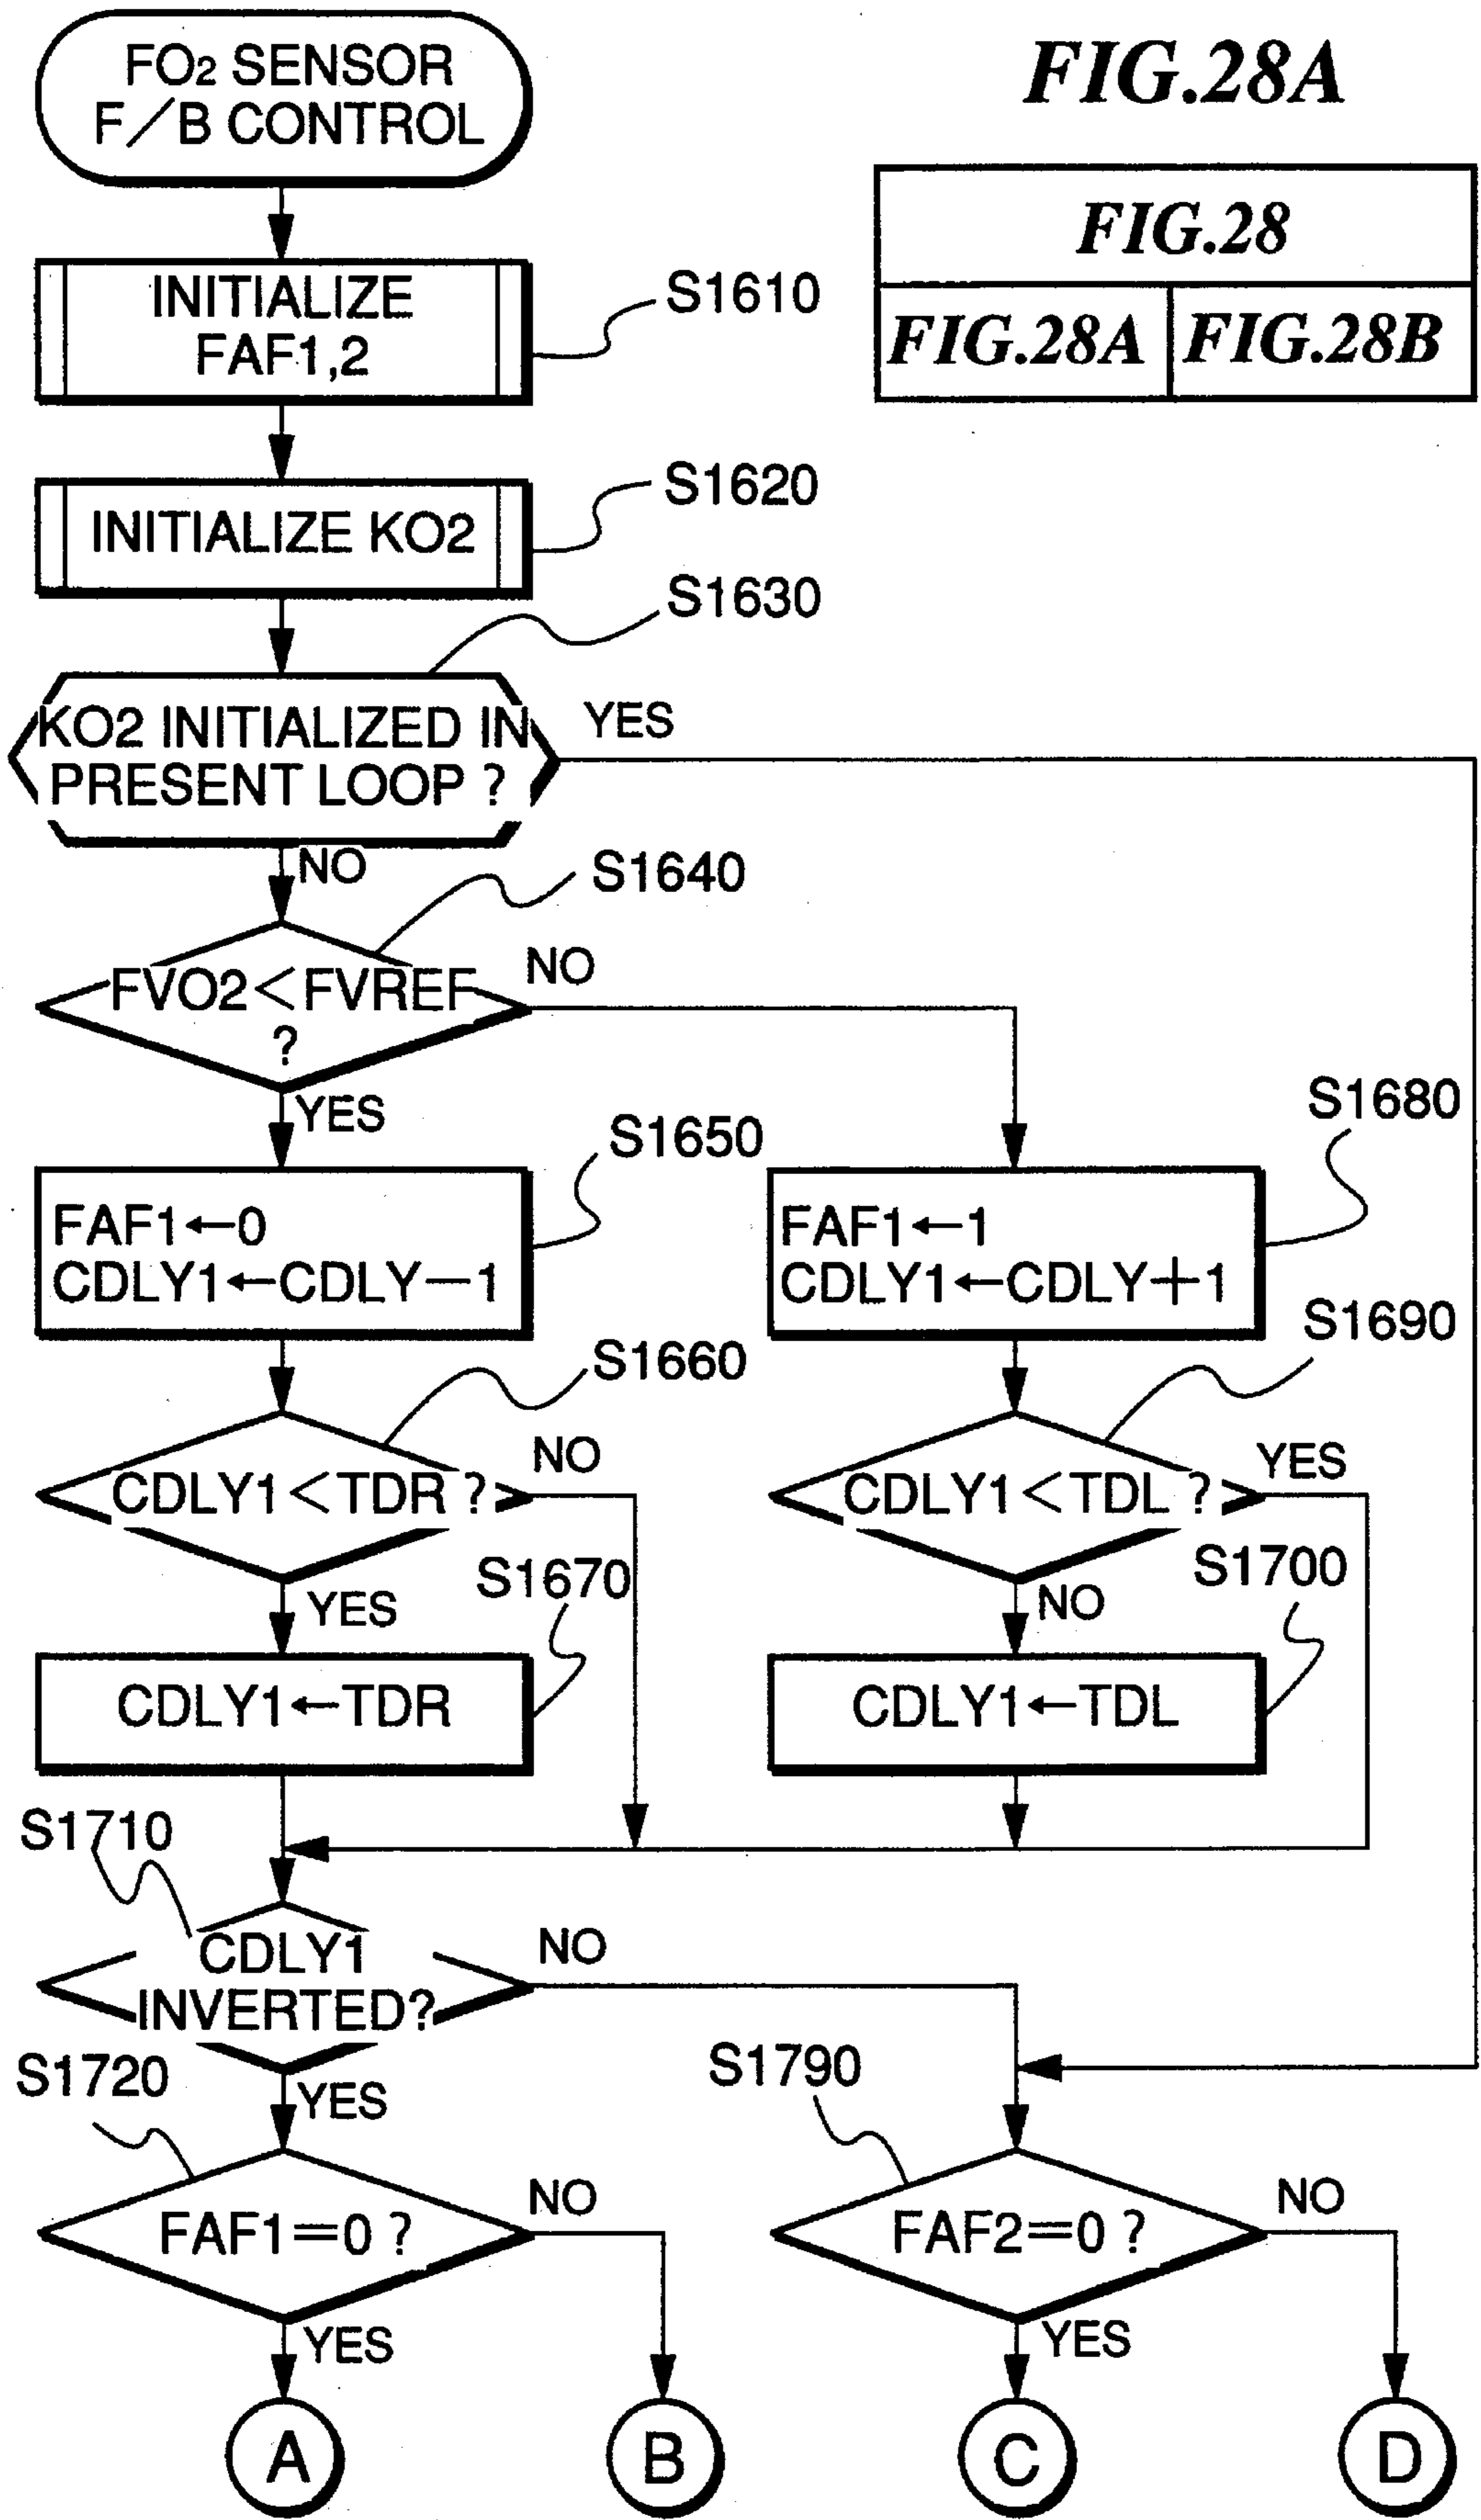 FIG.28A
FIG.28
FIG.28A
FIG.28B
FO2 SENSOR
F/B CONTROL
INITIALIZE
FAF1,2
S1610
INITIALIZE KO2
S1620
S1630
KO2 INITIALIZED IN
PRESENT LOOP ?
YES
NO
S1640
FVO2<FVREF
?
NO
YES
S1650
FAF1←0
CDLY1←CDLY−1
S1680
FAF1←1
CDLY1←CDLY+1
S1660
CDLY1<TDR ?
NO
YES
S1690
CDLY1<TDL ?
YES
NO
S1670
CDLY1←TDR
S1700
CDLY1←TDL
S1710
CDLY1
INVERTED?
NO
YES
S1720
FAF1=0 ?
NO
YES
S1790
FAF2=0 ?
NO
YES
A
B
C
D